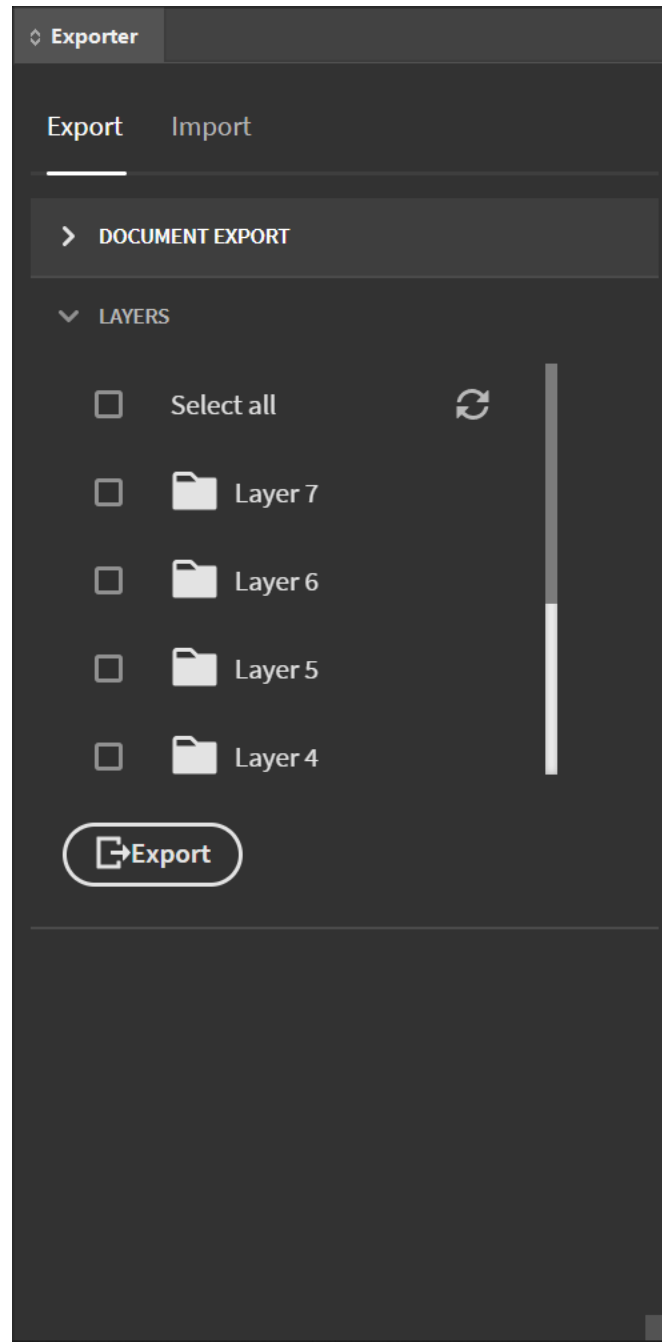 Exporter
Export Import
DOCUMENT EXPORT
LAYERS
Select all
Layer 7
Layer 6
Layer 5
Layer 4
Export